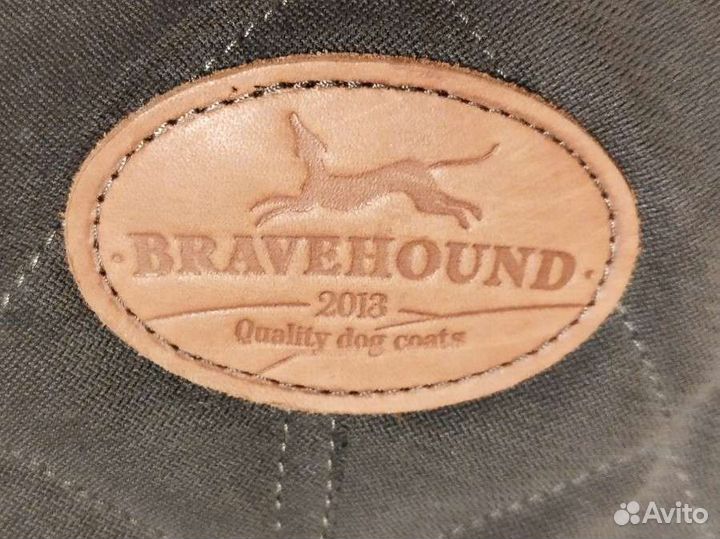 · BRAVEHOUND ·
2013
Quality dog coats
Avito